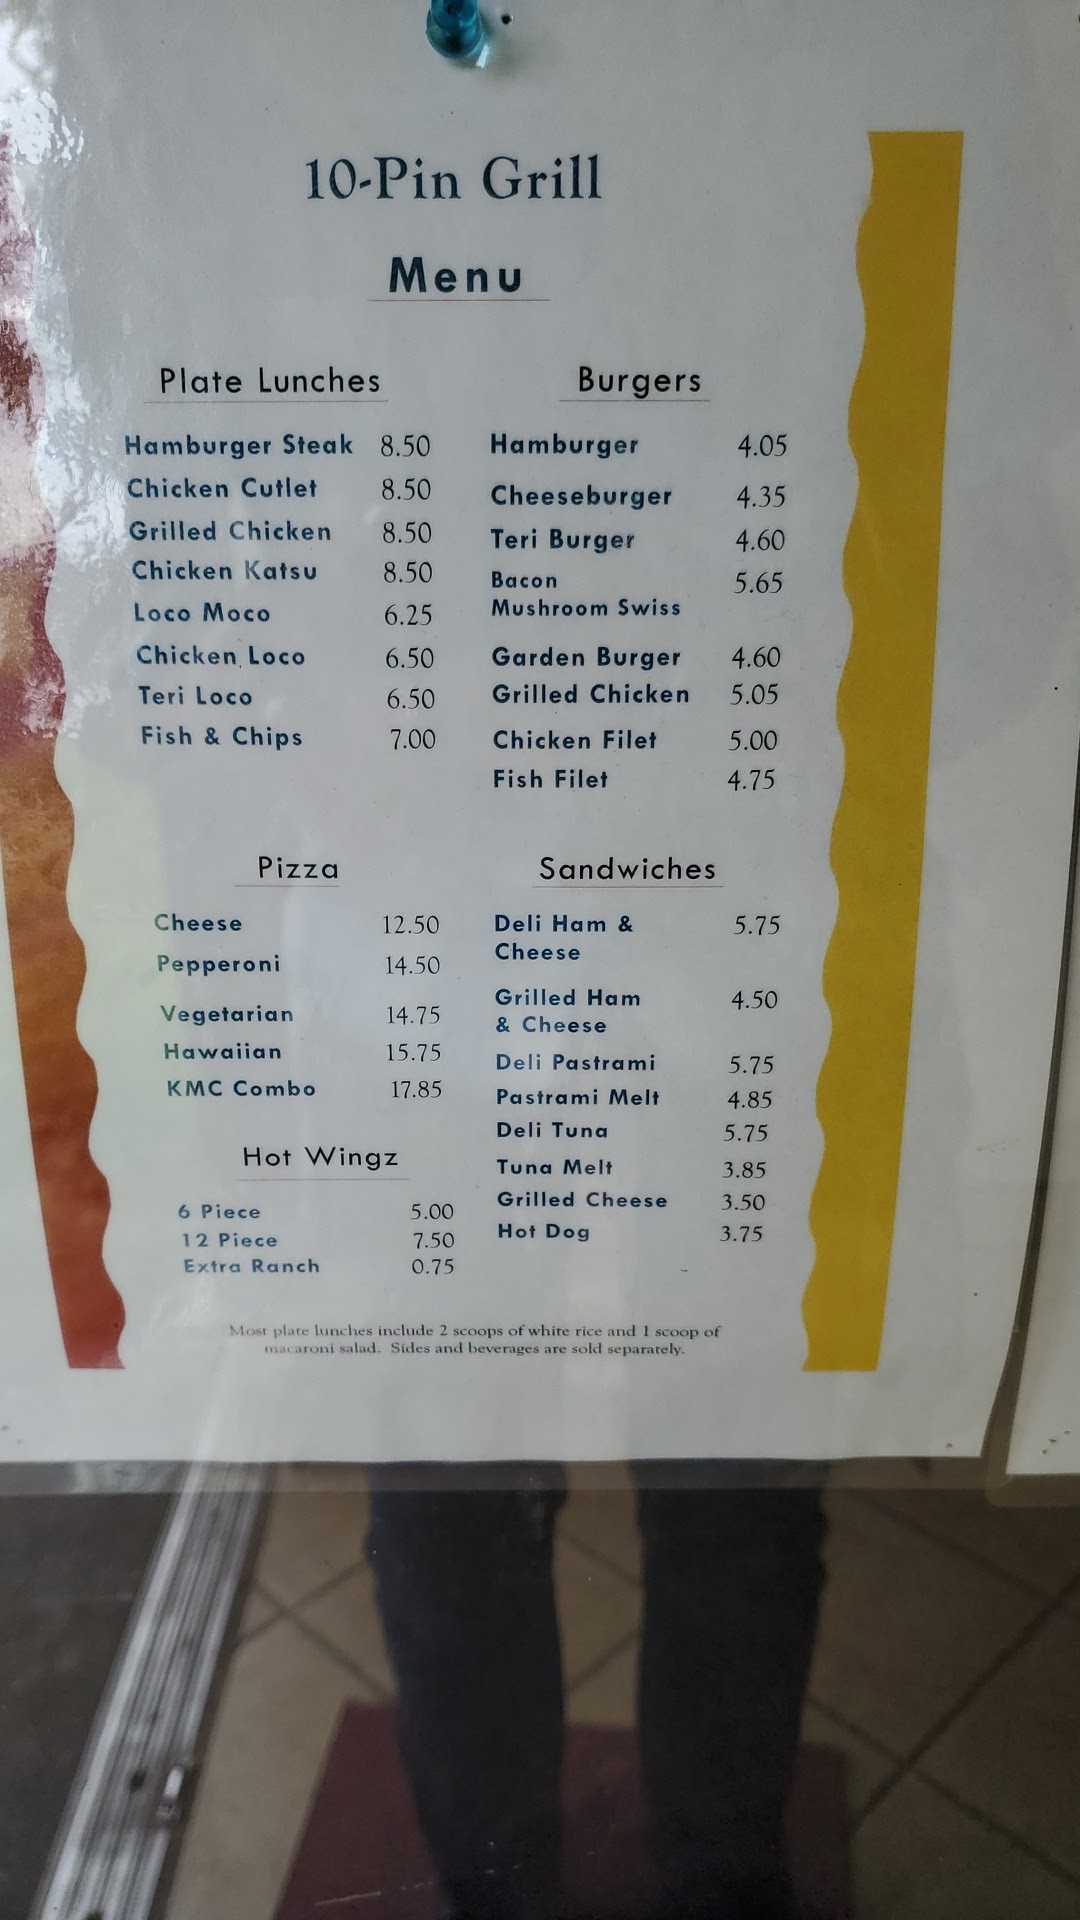 10-Pin Grill
Menu
Plate Lunches
Hamburger Steak 8.50
Chicken Cutlet 8.50
Grilled Chicken 8.50
Chicken Katsu 8.50
Loco Moco 6.25
Chicken Loco 6.50
Teri Loco 6.50
Fish & Chips 7.00
Burgers
Hamburger 4.05
Cheeseburger 4.35
Teri Burger 4.60
Bacon 5.65
Mushroom Swiss
Garden Burger 4.60
Grilled Chicken 5.05
Chicken Filet 5.00
Fish Filet 4.75
Pizza
Cheese 12.50
Pepperoni 14.50
Vegetarian 14.75
Hawaiian 15.75
KMC Combo 17.85
Hot Wingz
6 Piece 5.00
12 Piece 7.50
Extra Ranch 0.75
Sandwiches
Deli Ham & 5.75
Cheese
Grilled Ham 4.50
& Cheese
Deli Pastrami 5.75
Pastrami Melt 4.85
Deli Tuna 5.75
Tuna Melt 3.85
Grilled Cheese 3.50
Hot Dog 3.75
Most plate lunches include 2 scoops of white rice and 1 scoop of
macaroni salad. Sides and beverages are sold separately.